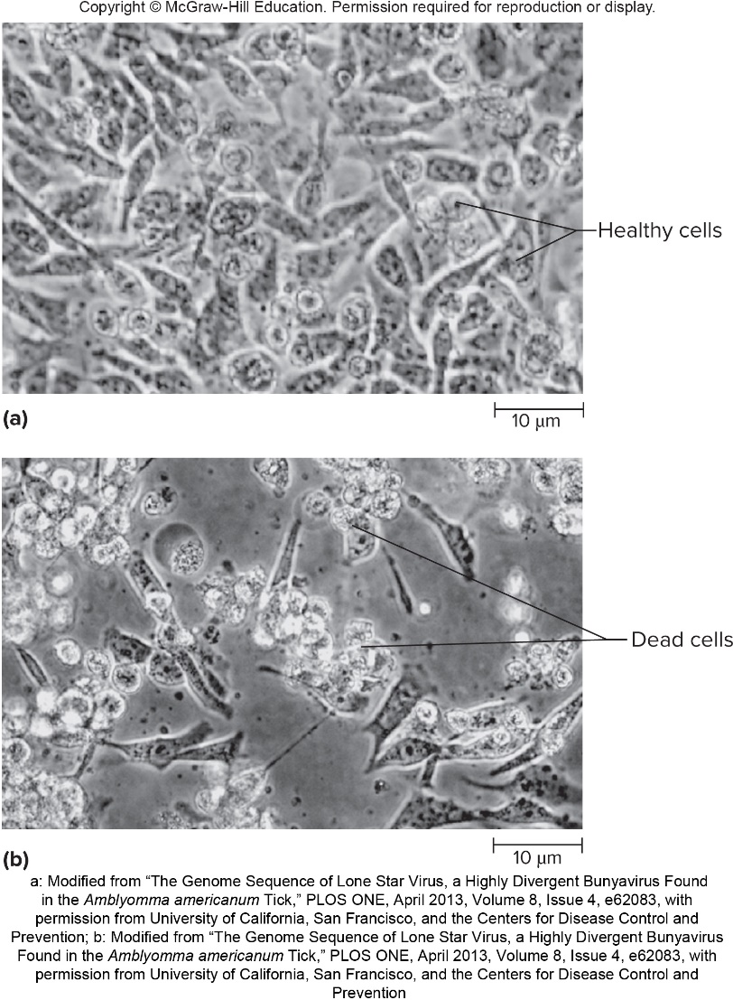 Copyright © McGraw-Hill Education. Permission required for reproduction or display.
Healthy cells
(a)
10 µm
Dead cells
(b)
10 µm
a: Modified from “The Genome Sequence of Lone Star Virus, a Highly Divergent Bunyavirus Found
in the Amblyomma americanum Tick,” PLOS ONE, April 2013, Volume 8, Issue 4, e62083, with
permission from University of California, San Francisco, and the Centers for Disease Control and
Prevention; b: Modified from “The Genome Sequence of Lone Star Virus, a Highly Divergent Bunyavirus
Found in the Amblyomma americanum Tick,” PLOS ONE, April 2013, Volume 8, Issue 4, e62083, with
permission from University of California, San Francisco, and the Centers for Disease Control and
Prevention